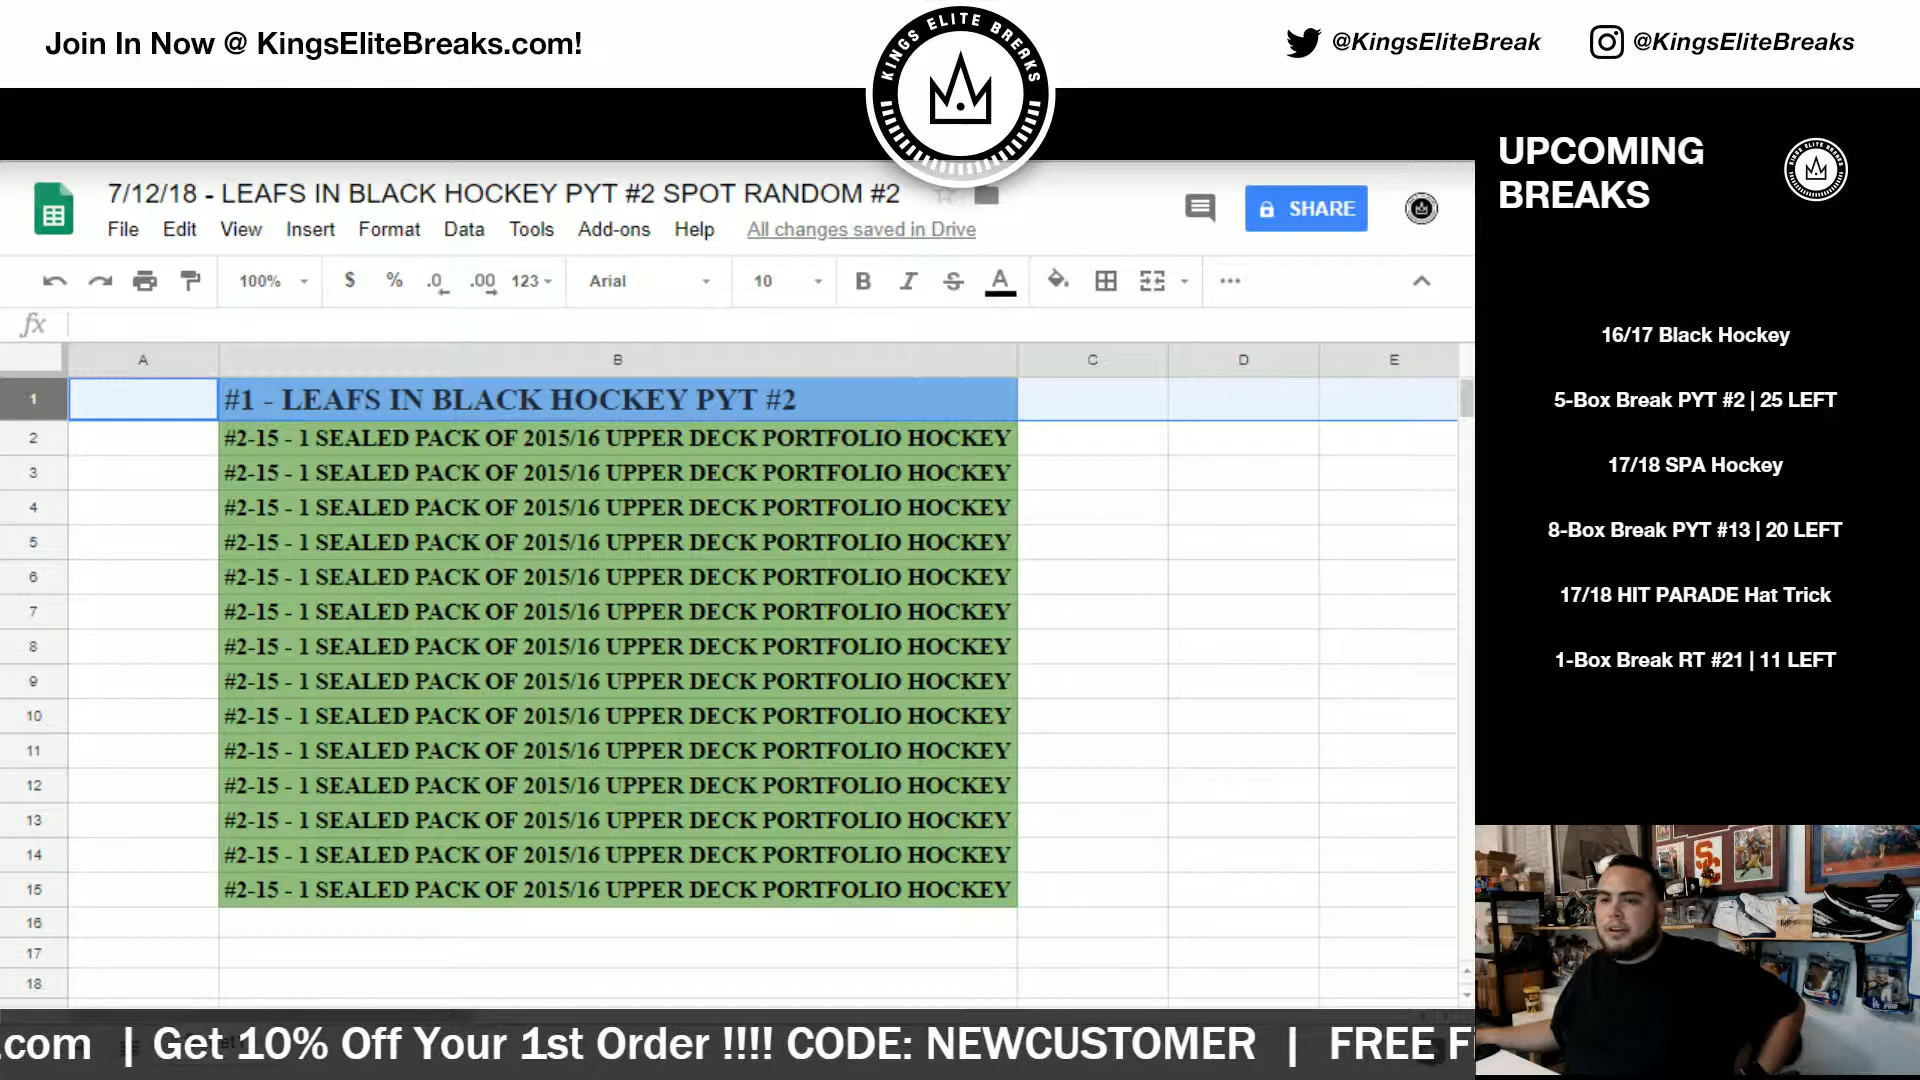 Join In Now @ KingsEliteBreaks.com!
KINGS ELITE BREAKS
@KingsEliteBreak
@KingsEliteBreaks
UPCOMING
BREAKS
7/12/18 - LEAFS IN BLACK HOCKEY PYT #2 SPOT RANDOM #2
SHARE
File Edit View Insert Format Data Tools Add-ons Help All changes saved in Drive
100% $ % .0 .00 123 Arial 10 B I S A
fx
A B C D E
1 #1 - LEAFS IN BLACK HOCKEY PYT #2
2 #2-15 - 1 SEALED PACK OF 2015/16 UPPER DECK PORTFOLIO HOCKEY
3 #2-15 - 1 SEALED PACK OF 2015/16 UPPER DECK PORTFOLIO HOCKEY
4 #2-15 - 1 SEALED PACK OF 2015/16 UPPER DECK PORTFOLIO HOCKEY
5 #2-15 - 1 SEALED PACK OF 2015/16 UPPER DECK PORTFOLIO HOCKEY
6 #2-15 - 1 SEALED PACK OF 2015/16 UPPER DECK PORTFOLIO HOCKEY
7 #2-15 - 1 SEALED PACK OF 2015/16 UPPER DECK PORTFOLIO HOCKEY
8 #2-15 - 1 SEALED PACK OF 2015/16 UPPER DECK PORTFOLIO HOCKEY
9 #2-15 - 1 SEALED PACK OF 2015/16 UPPER DECK PORTFOLIO HOCKEY
10 #2-15 - 1 SEALED PACK OF 2015/16 UPPER DECK PORTFOLIO HOCKEY
11 #2-15 - 1 SEALED PACK OF 2015/16 UPPER DECK PORTFOLIO HOCKEY
12 #2-15 - 1 SEALED PACK OF 2015/16 UPPER DECK PORTFOLIO HOCKEY
13 #2-15 - 1 SEALED PACK OF 2015/16 UPPER DECK PORTFOLIO HOCKEY
14 #2-15 - 1 SEALED PACK OF 2015/16 UPPER DECK PORTFOLIO HOCKEY
15 #2-15 - 1 SEALED PACK OF 2015/16 UPPER DECK PORTFOLIO HOCKEY
16
17
18
16/17 Black Hockey
5-Box Break PYT #2 | 25 LEFT
17/18 SPA Hockey
8-Box Break PYT #13 | 20 LEFT
17/18 HIT PARADE Hat Trick
1-Box Break RT #21 | 11 LEFT
SC
.com | Get 10% Off Your 1st Order !!!! CODE: NEWCUSTOMER | FREE F